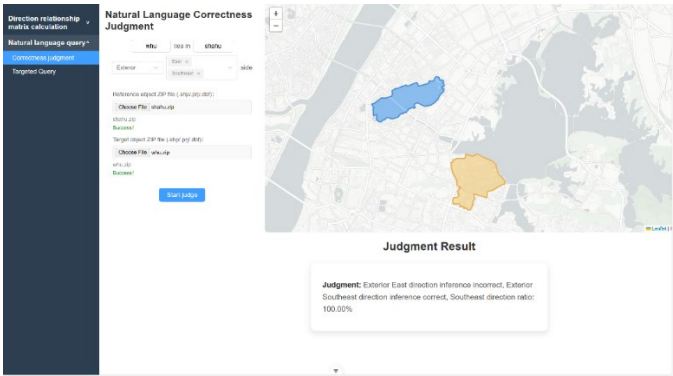 Direction relationship
matrix calculation
Natural language query
Correctness judgment
Targeted Query
Natural Language Correctness
Judgment
whu lies in shahu
Exterior East × Southeast × side
Reference object ZIP file (.shp/.prj/.dbf):
Choose File shahu.zip
shahu.zip
Success!
Target object ZIP file (.shp/.prj/.dbf):
Choose File whu.zip
whu.zip
Success!
Start judge
+
−
Leaflet |
Judgment Result
Judgment: Exterior East direction inference incorrect, Exterior
Southeast direction inference correct, Southeast direction ratio:
100.00%